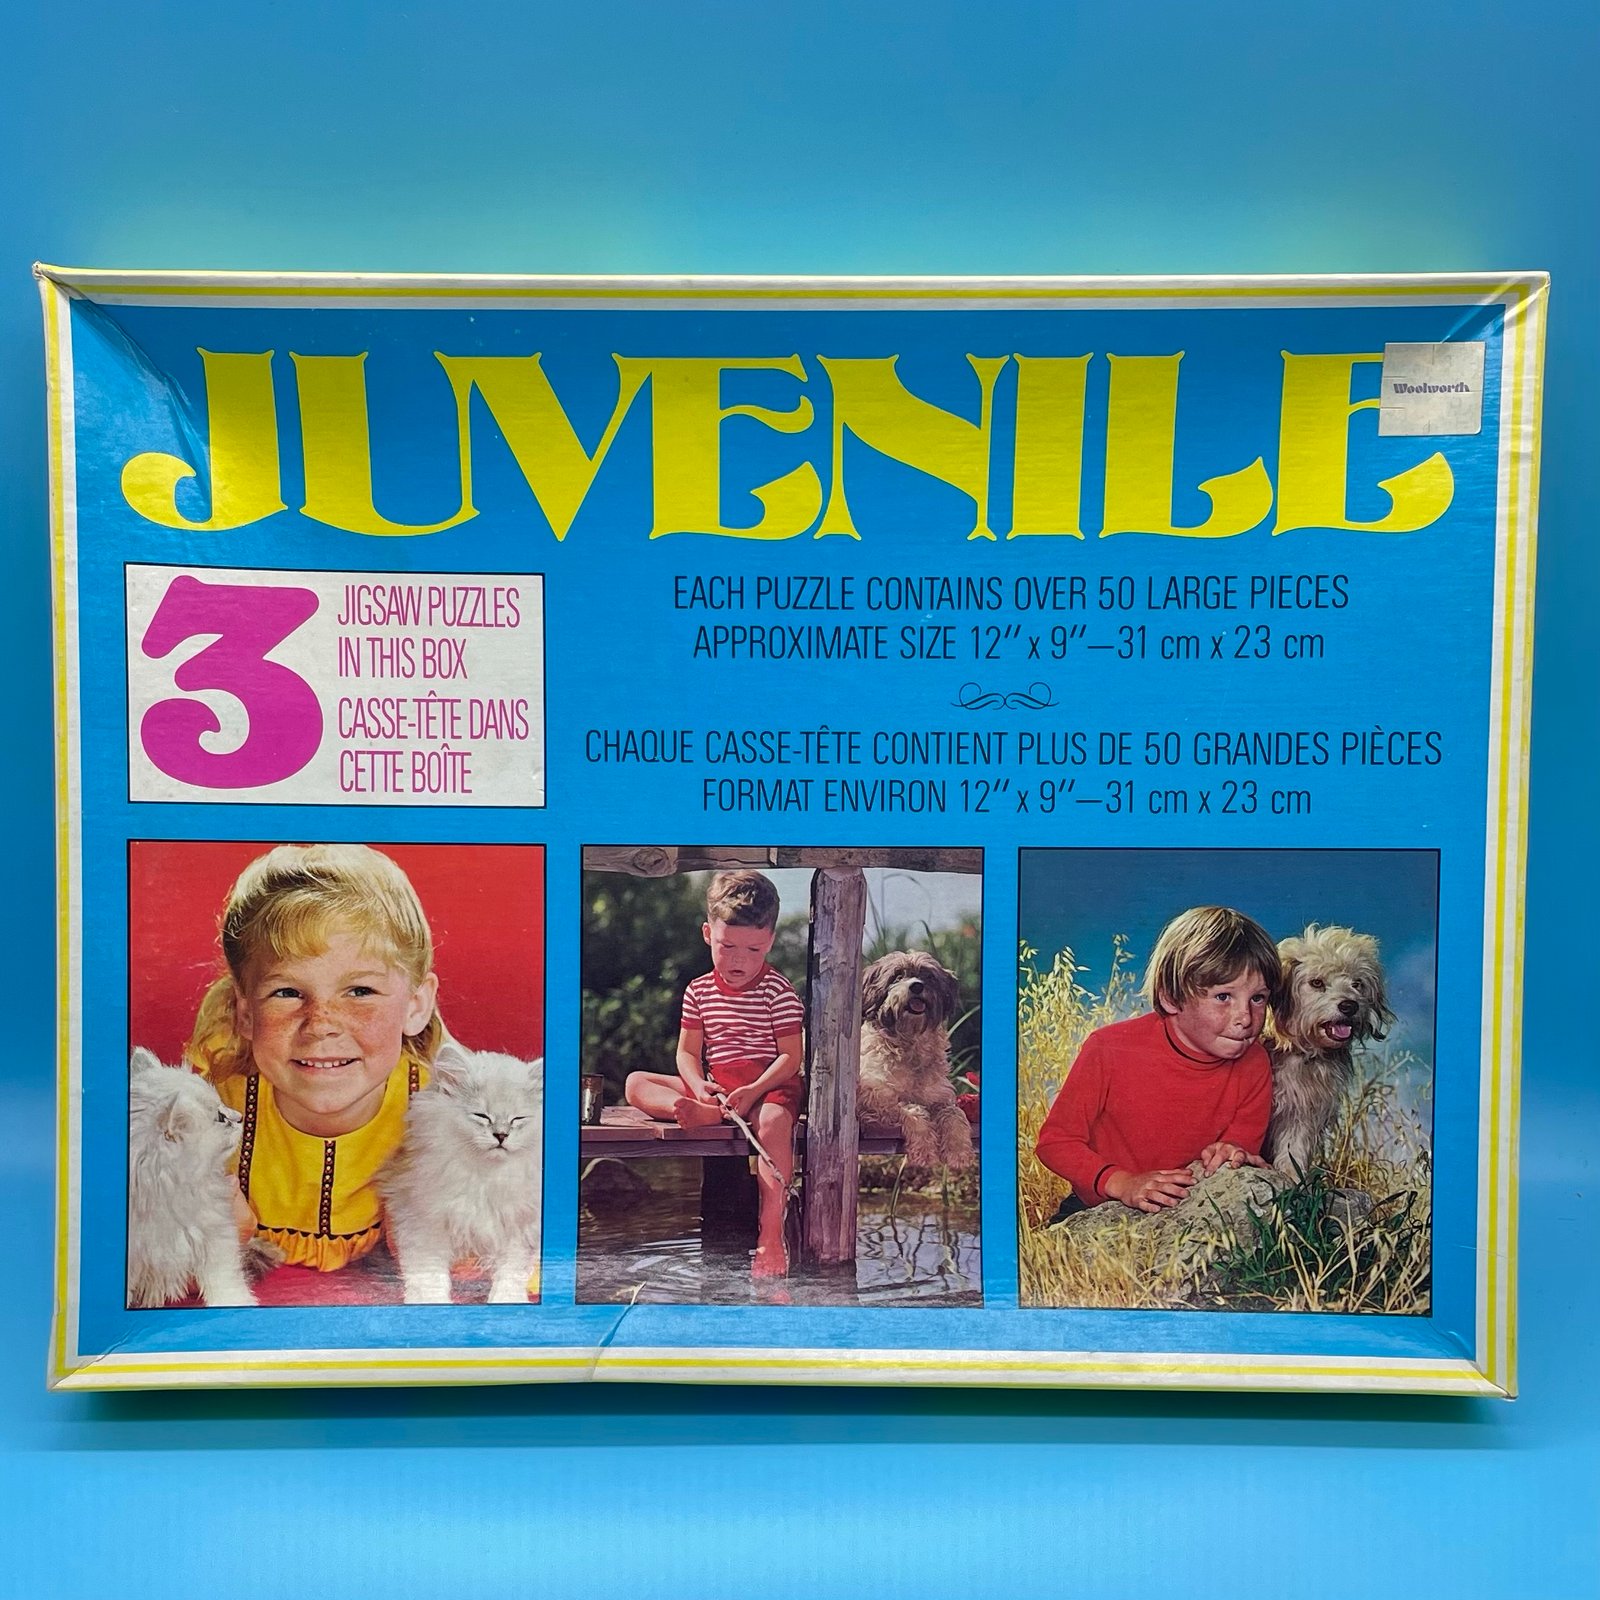 JUVENILE
Woolworth
3
JIGSAW PUZZLES
IN THIS BOX
CASSE-TÊTE DANS
CETTE BOÎTE
EACH PUZZLE CONTAINS OVER 50 LARGE PIECES
APPROXIMATE SIZE 12" x 9"—31 cm x 23 cm
CHAQUE CASSE-TÊTE CONTIENT PLUS DE 50 GRANDES PIÈCES
FORMAT ENVIRON 12" x 9"—31 cm x 23 cm